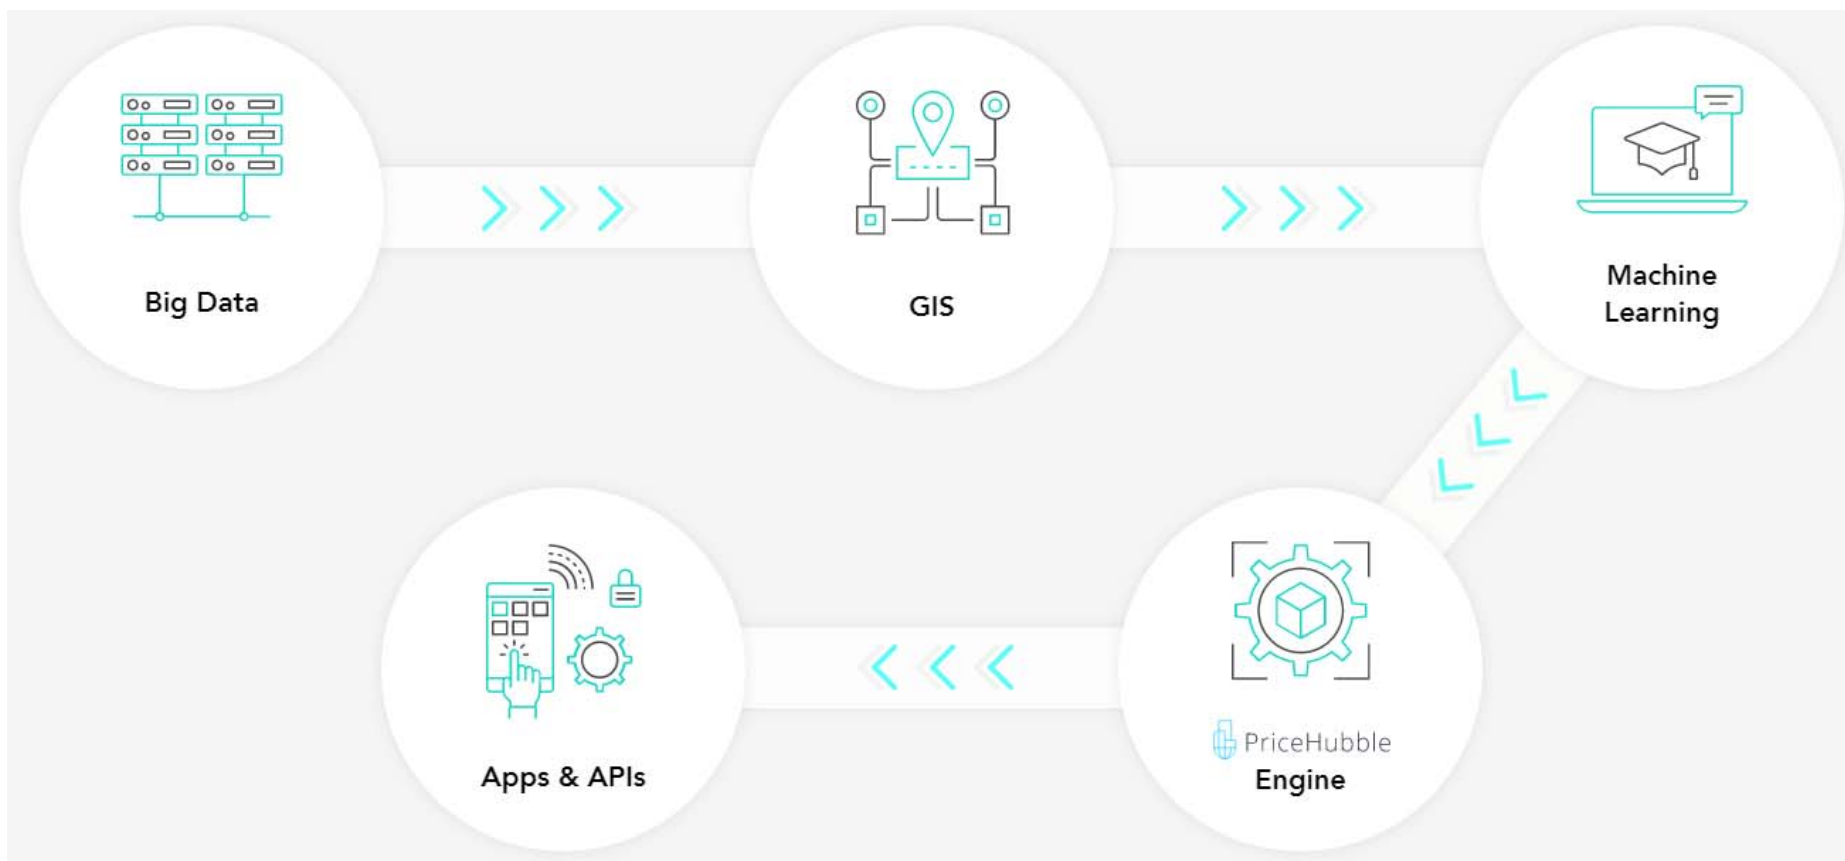 Big Data
GIS
Machine
Learning
PriceHubble
Engine
Apps & APIs